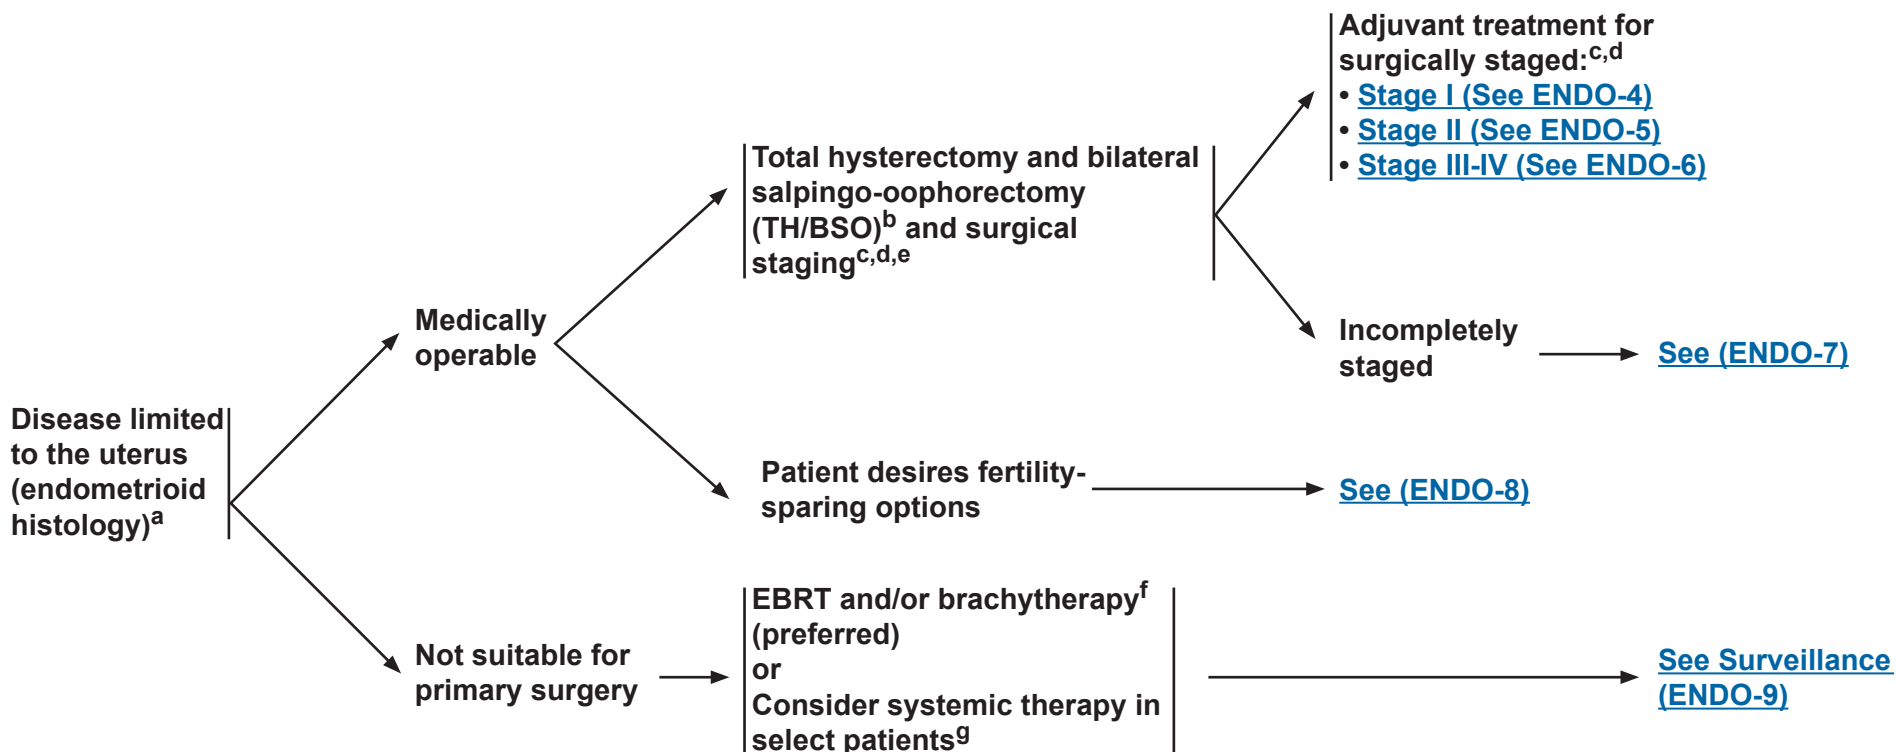 Disease limited
to the uterus
(endometrioid
histology)a
Medically
operable
Total hysterectomy and bilateral
salpingo-oophorectomy
(TH/BSO)b and surgical
stagingc,d,e
Adjuvant treatment for
surgically staged:c,d
• Stage I (See ENDO-4)
• Stage II (See ENDO-5)
• Stage III-IV (See ENDO-6)
Incompletely
staged
See (ENDO-7)
Patient desires fertility-
sparing options
See (ENDO-8)
Not suitable for
primary surgery
EBRT and/or brachytherapyf
(preferred)
or
Consider systemic therapy in
select patientsg
See Surveillance
(ENDO-9)